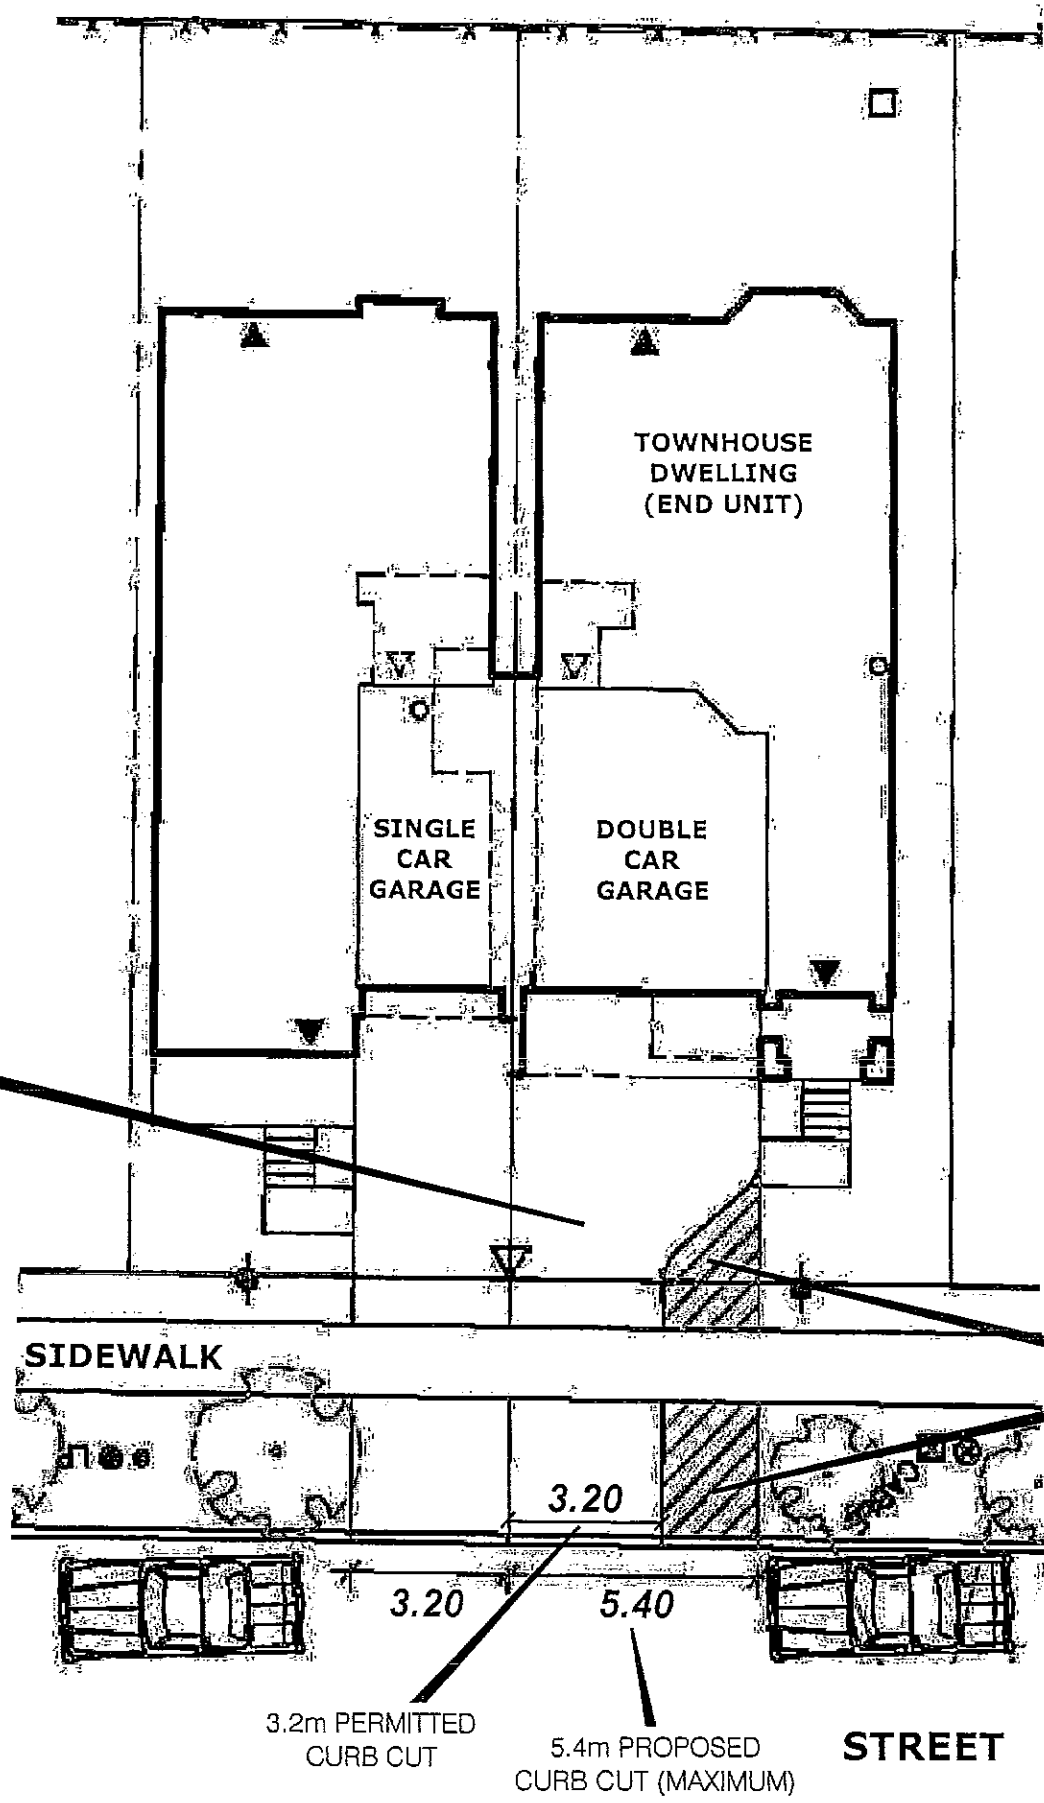 TOWNHOUSE
DWELLING
(END UNIT)
SINGLE
CAR
GARAGE
DOUBLE
CAR
GARAGE
SIDEWALK
3.20
3.20
5.40
3.2m PERMITTED
CURB CUT
5.4m PROPOSED
CURB CUT (MAXIMUM)
STREET